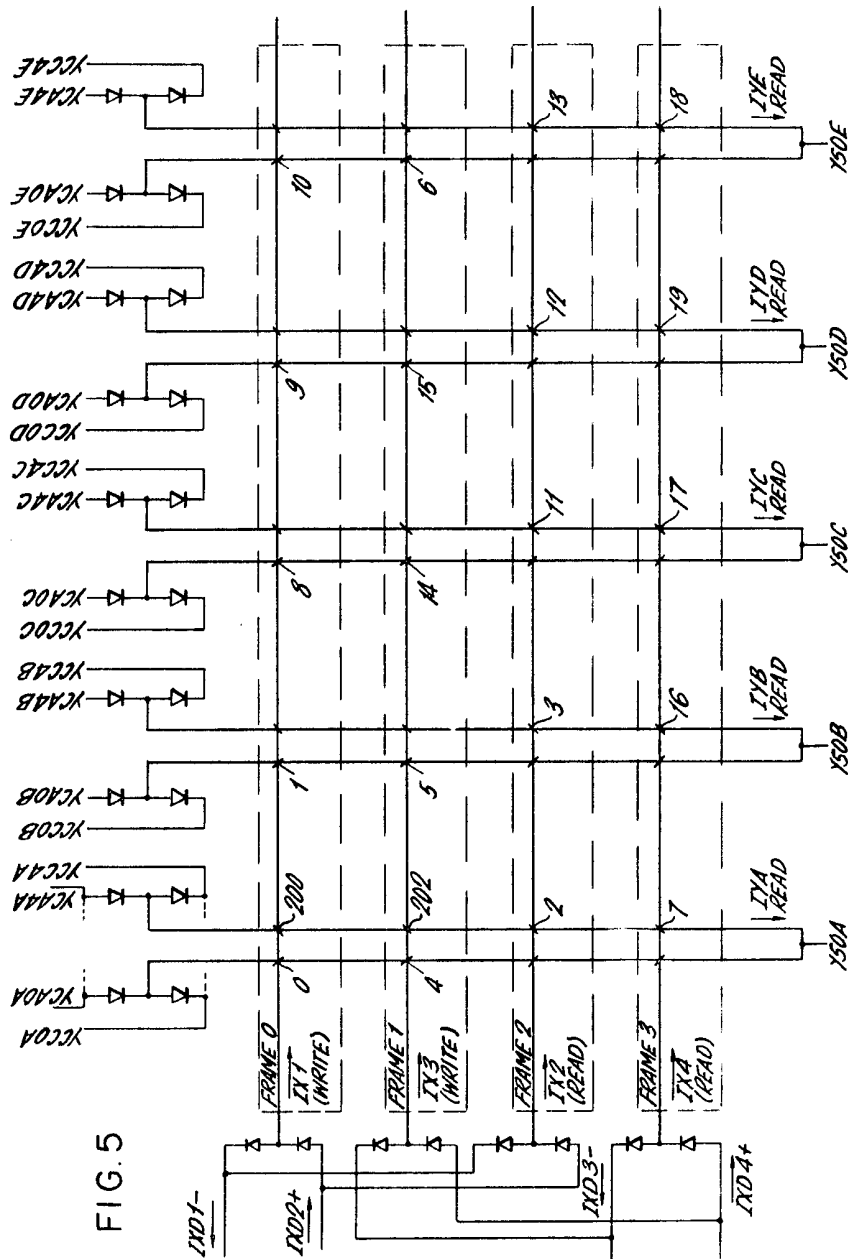 FIG. 5
YCC0A
YCA0A
YCA4A
YCC4A
YCC0B
YCA0B
YCA4B
YCC4B
YCC0C
YCA0C
YCA4C
YCC4C
YCC0D
YCA0D
YCA4D
YCC4D
YCC0E
YCA0E
YCA4E
YCC4E
IXD1-
IXD2+
IXD3-
IXD4+
FRAME 0
IX1
(WRITE)
0
200
1
8
9
10
FRAME 1
IX3
(WRITE)
4
202
5
14
15
6
FRAME 2
IX2
(READ)
2
3
11
12
13
FRAME 3
IX4
(READ)
7
16
17
19
18
IYA
READ
IYB
READ
IYC
READ
IYD
READ
IYE
READ
Y50A
Y50B
Y50C
Y50D
Y50E